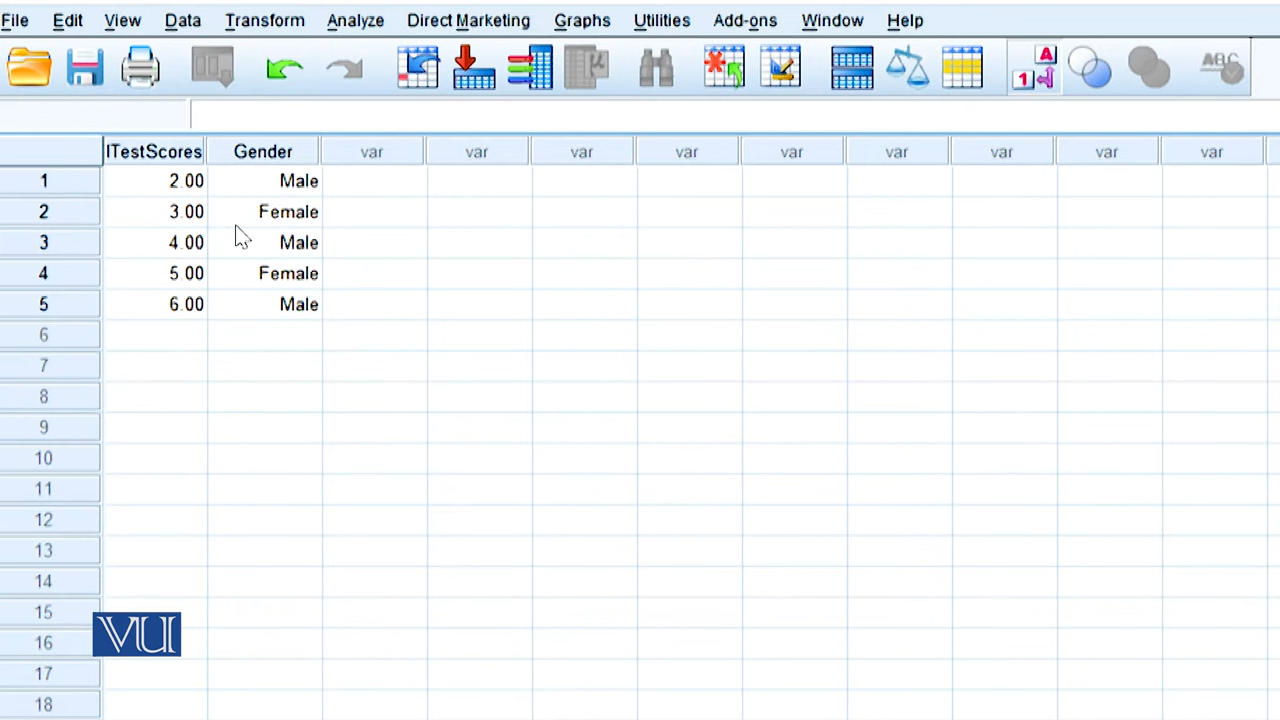 File Edit View Data Transform Analyze Direct Marketing Graphs Utilities Add-ons Window Help
A
1
ABC
ITestScores Gender var var var var var var var var var
1 2.00 Male
2 3.00 Female
3 4.00 Male
4 5.00 Female
5 6.00 Male
6
7
8
9
10
11
12
13
14
15
16
17
18
VU